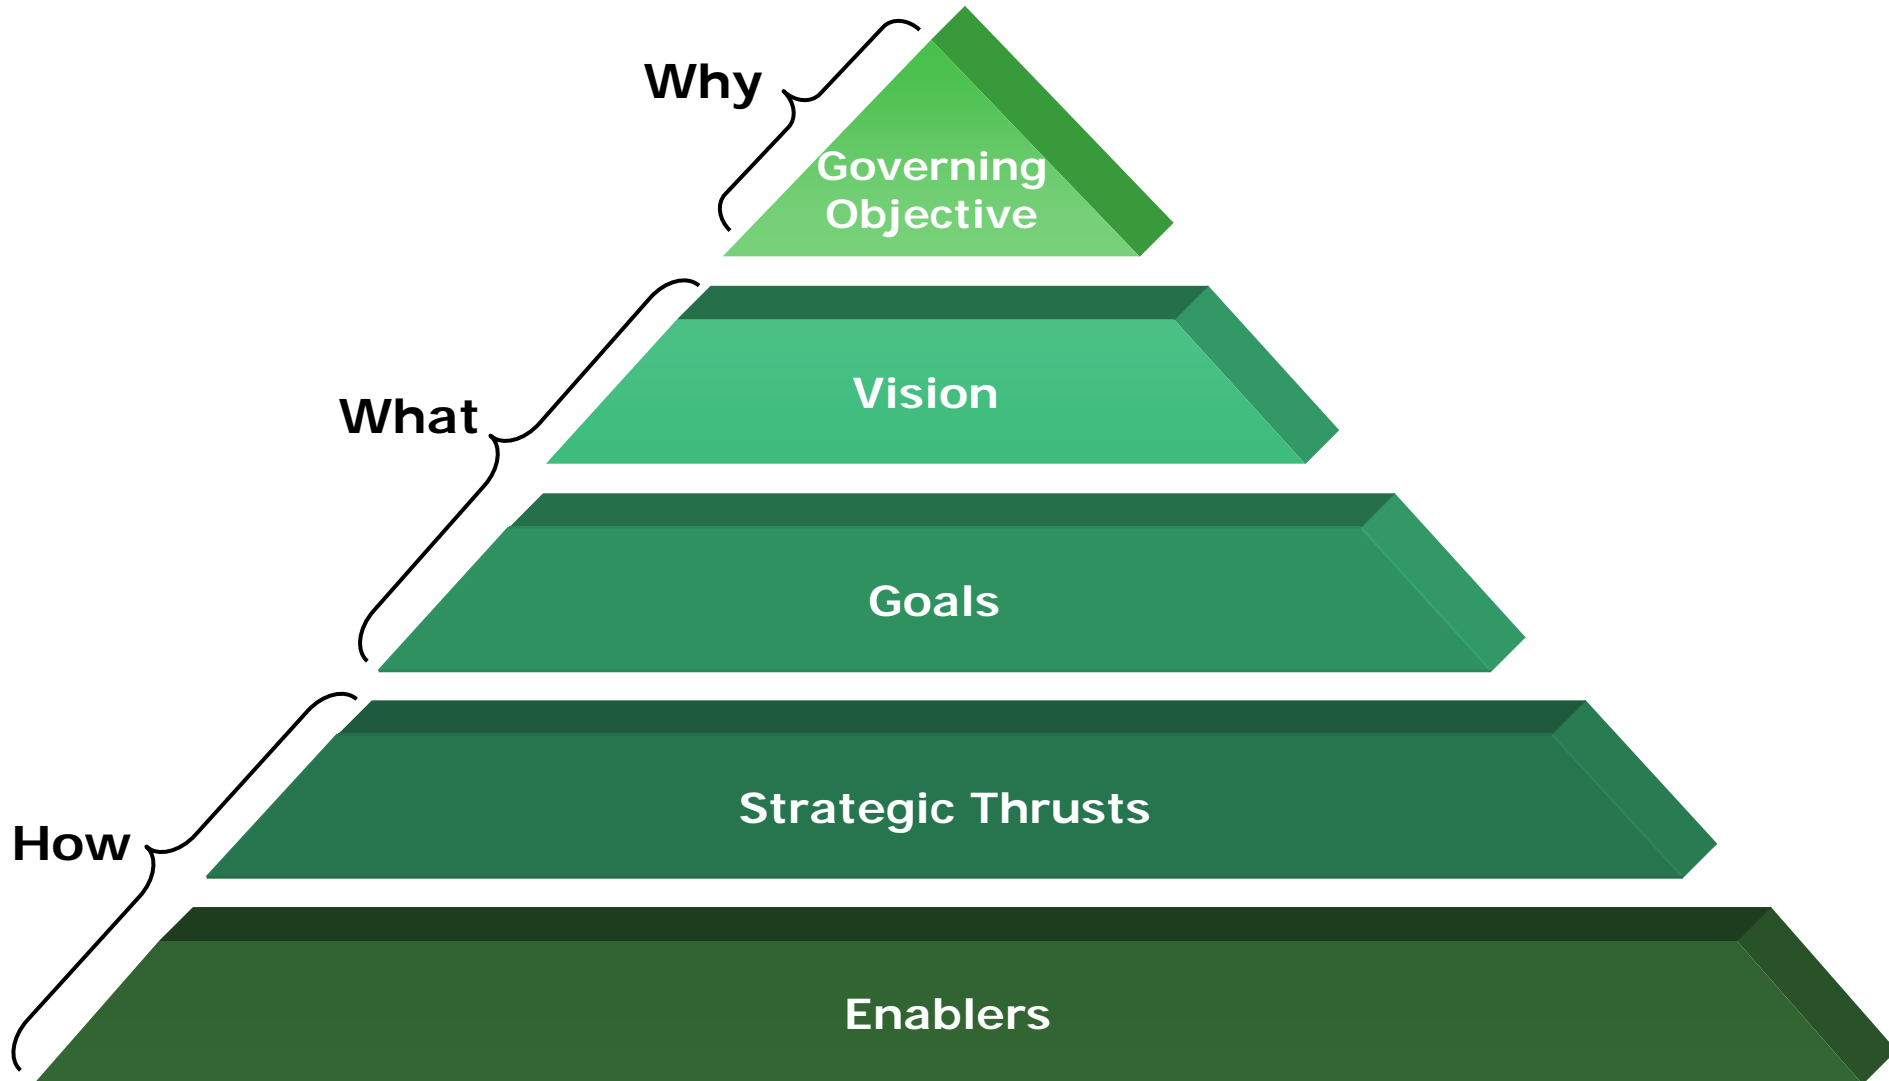 Why
Governing
Objective
What
Vision
Goals
How
Strategic Thrusts
Enablers